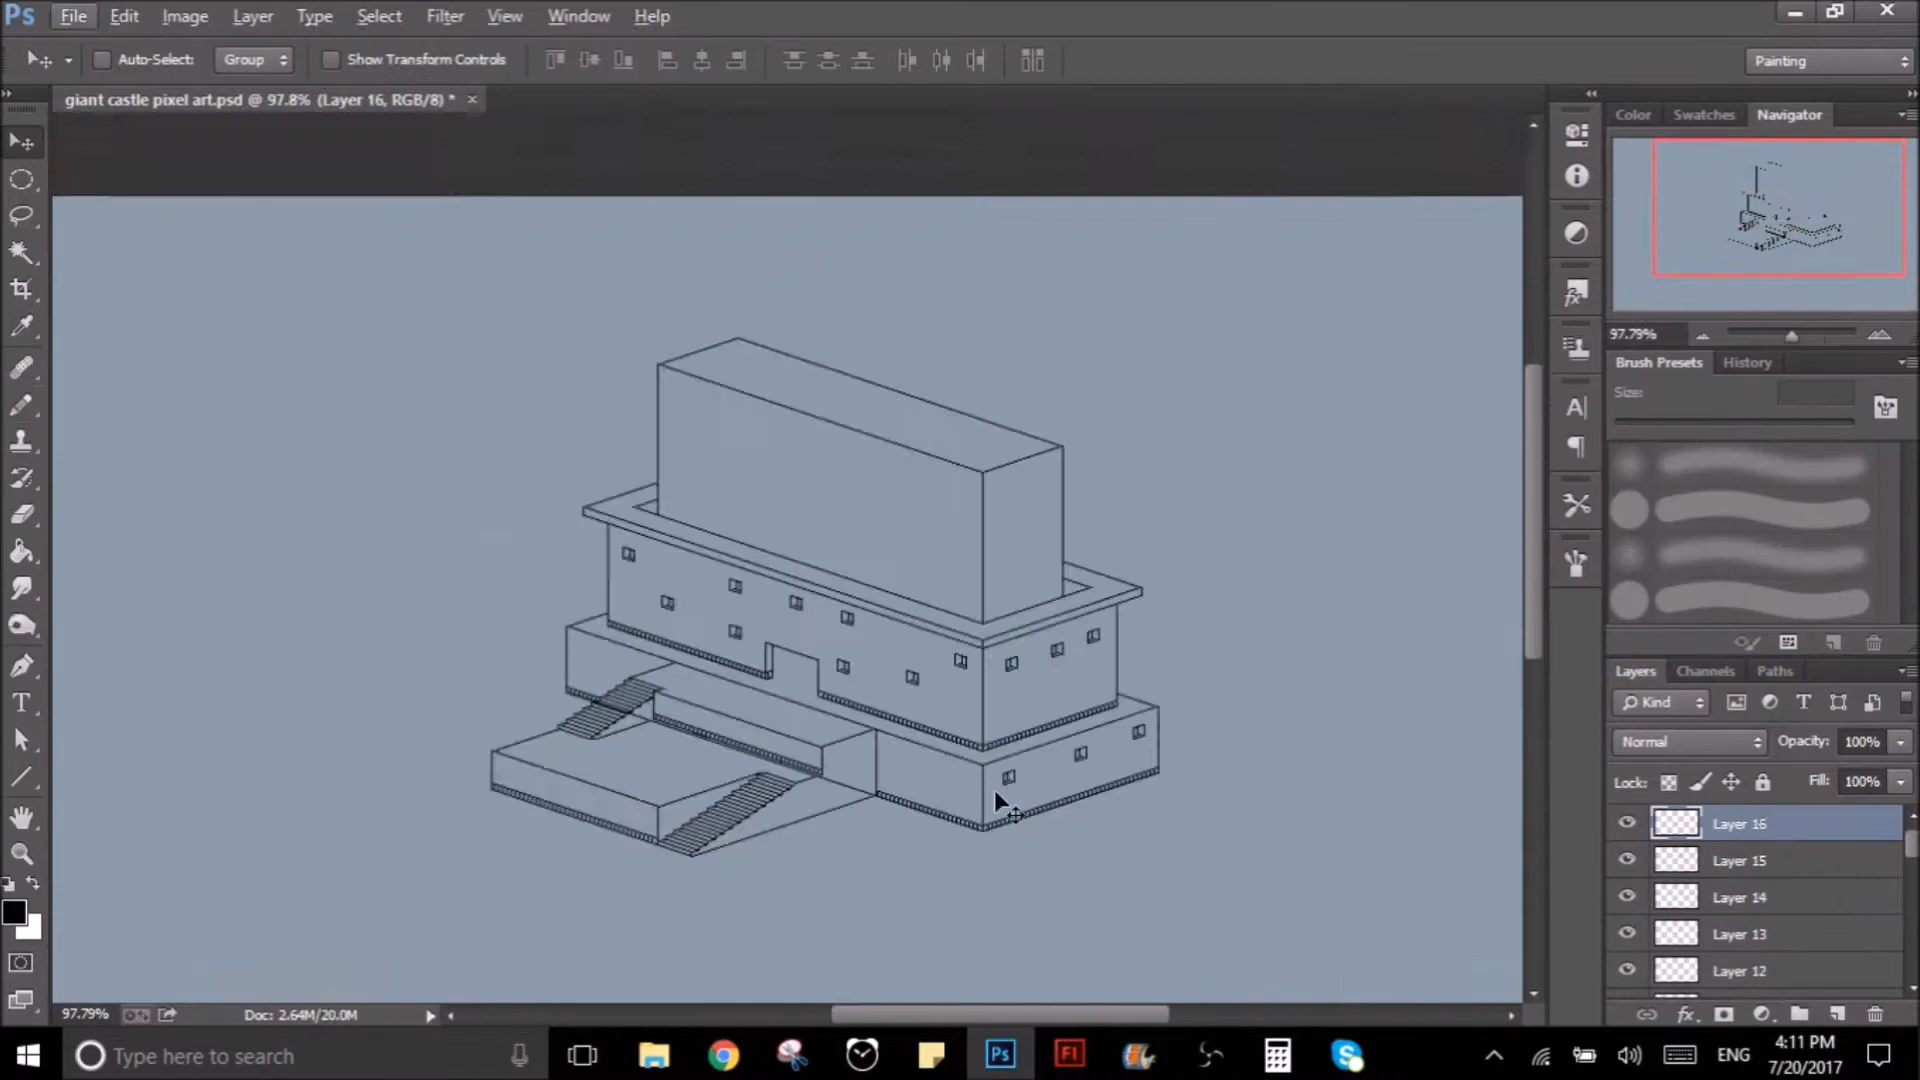 Ps File Edit Image Layer Type Select Filter View Window Help
Auto-Select: Group Show Transform Controls Painting
giant castle pixel art.psd @ 97.8% (Layer 16, RGB/8) * ×
Color Swatches Navigator
97.79%
Brush Presets History
Size:
Layers Channels Paths
Kind
Normal Opacity: 100%
Lock: Fill: 100%
Layer 16
Layer 15
Layer 14
Layer 13
Layer 12
97.79% Doc: 2.64M/20.0M
Type here to search
Ps
Fl
ENG
4:11 PM
7/20/2017